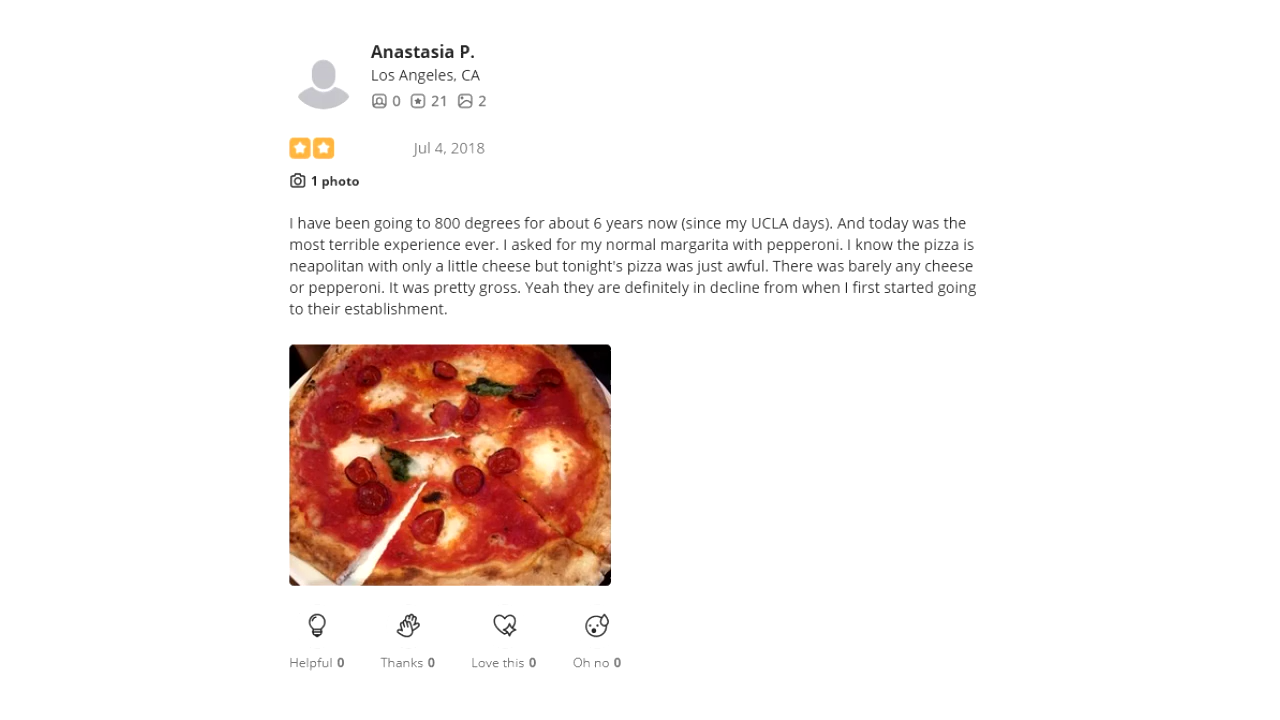 Anastasia P.
Los Angeles, CA
0 21 2
Jul 4, 2018
1 photo
I have been going to 800 degrees for about 6 years now (since my UCLA days). And today was the
most terrible experience ever. I asked for my normal margarita with pepperoni. I know the pizza is
neapolitan with only a little cheese but tonight's pizza was just awful. There was barely any cheese
or pepperoni. It was pretty gross. Yeah they are definitely in decline from when I first started going
to their establishment.
Helpful 0 Thanks 0 Love this 0 Oh no 0